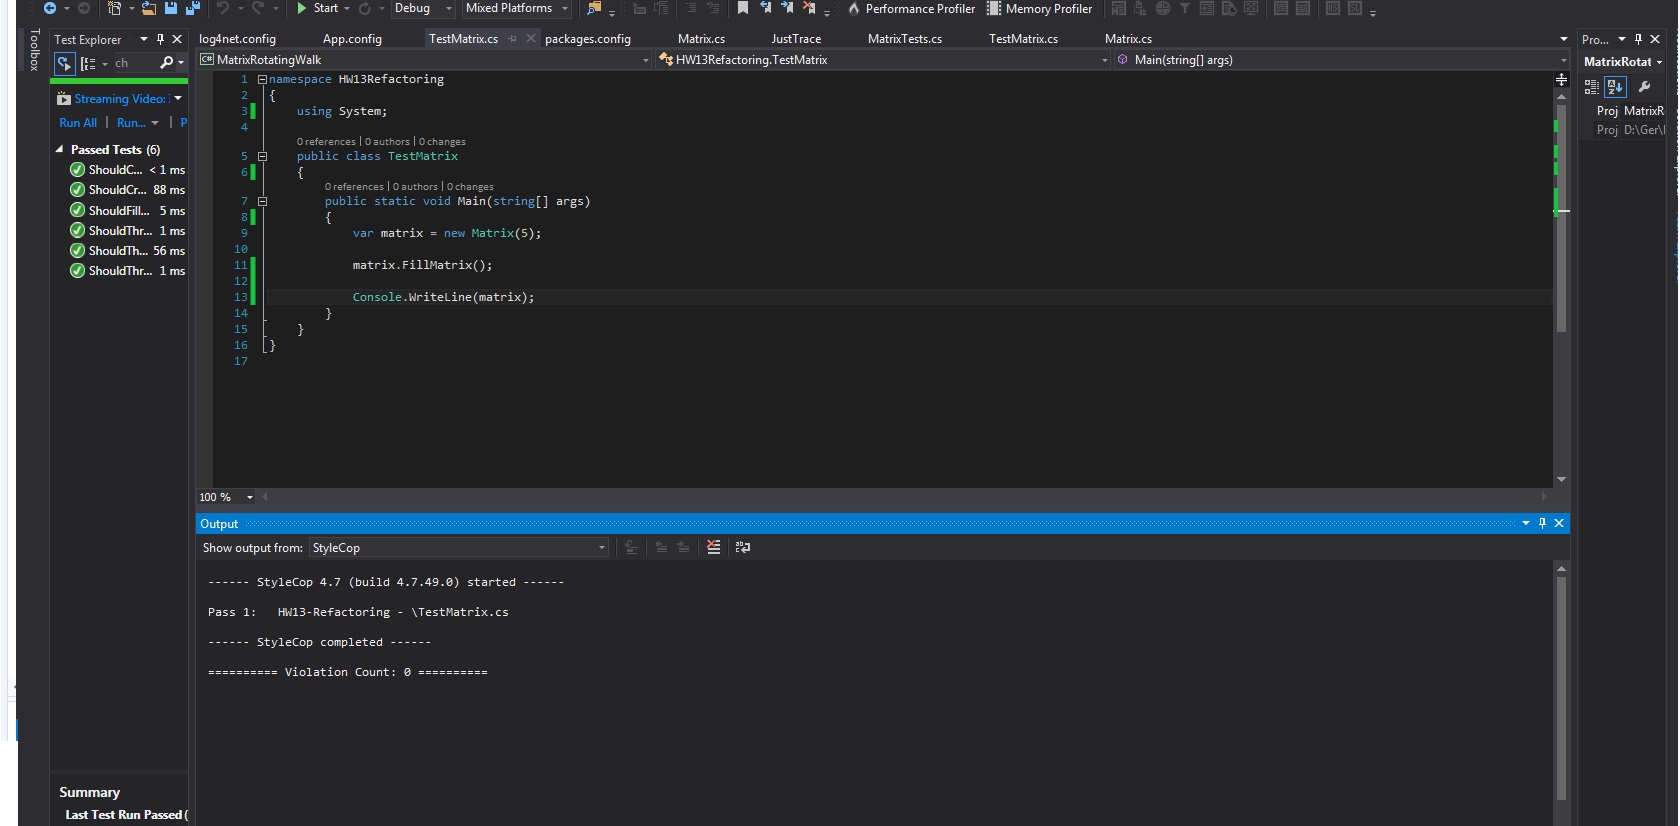 Start Debug Mixed Platforms Performance Profiler Memory Profiler
Toolbox
Test Explorer
ch
Streaming Video:
Run All | Run... | P
Passed Tests (6)
ShouldC... < 1 ms
ShouldCr... 88 ms
ShouldFill... 5 ms
ShouldThr... 1 ms
ShouldTh... 56 ms
ShouldThr... 1 ms
Summary
Last Test Run Passed (
log4net.config App.config TestMatrix.cs packages.config Matrix.cs JustTrace MatrixTests.cs TestMatrix.cs Matrix.cs
C# MatrixRotatingWalk HW13Refactoring.TestMatrix Main(string[] args)
1 namespace HW13Refactoring
2 {
3 using System;
4
0 references | 0 authors | 0 changes
5 public class TestMatrix
6 {
0 references | 0 authors | 0 changes
7 public static void Main(string[] args)
8 {
9 var matrix = new Matrix(5);
10
11 matrix.FillMatrix();
12
13 Console.WriteLine(matrix);
14 }
15 }
16 }
17
100 %
Output
Show output from: StyleCop
------ StyleCop 4.7 (build 4.7.49.0) started ------
Pass 1: HW13-Refactoring - \TestMatrix.cs
------ StyleCop completed ------
========== Violation Count: 0 ==========
Pro...
MatrixRotat
Proj MatrixR
Proj D:\Ger\